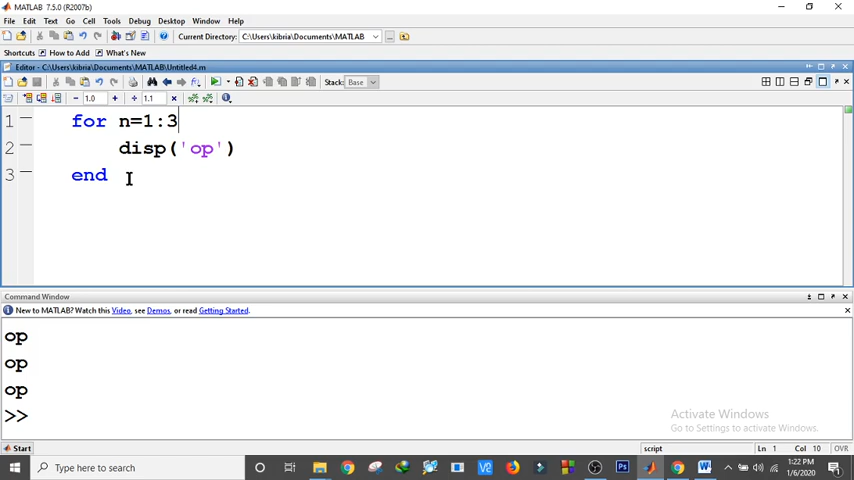 MATLAB 7.5.0 (R2007b)
File Edit Text Go Cell Tools Debug Desktop Window Help
Current Directory: C:\Users\kibria\Documents\MATLAB ...
Shortcuts How to Add What's New
Editor - C:\Users\kibria\Documents\MATLAB\Untitled4.m
Stack: Base
− 1.0 + ÷ 1.1 ×
1 for n=1:3
2 disp('op')
3 end
Command Window
New to MATLAB? Watch this Video, see Demos, or read Getting Started.
op
op
op
>>
Activate Windows
Go to Settings to activate Windows.
Start script Ln 1 Col 10 OVR
Type here to search
1:22 PM
1/6/2020